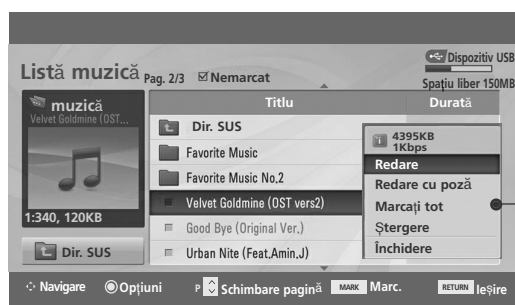 Dispozitiv USB
Listă muzică Pag. 2/3 Nemarcat
Spaţiu liber 150MB
muzică
Velvet Goldmine (OST...
1:340, 120KB
Dir. SUS
Titlu Durată
Dir. SUS
Favorite Music
Favorite Music No.2
Velvet Goldmine (OST vers2)
Good Bye (Original Ver.)
Urban Nite (Feat.Amin.J)
4395KB
1Kbps
Redare
Redare cu poză
Marcaţi tot
Ştergere
Închidere
Navigare Opţiuni P Schimbare pagină MARK Marc. RETURN Ieşire